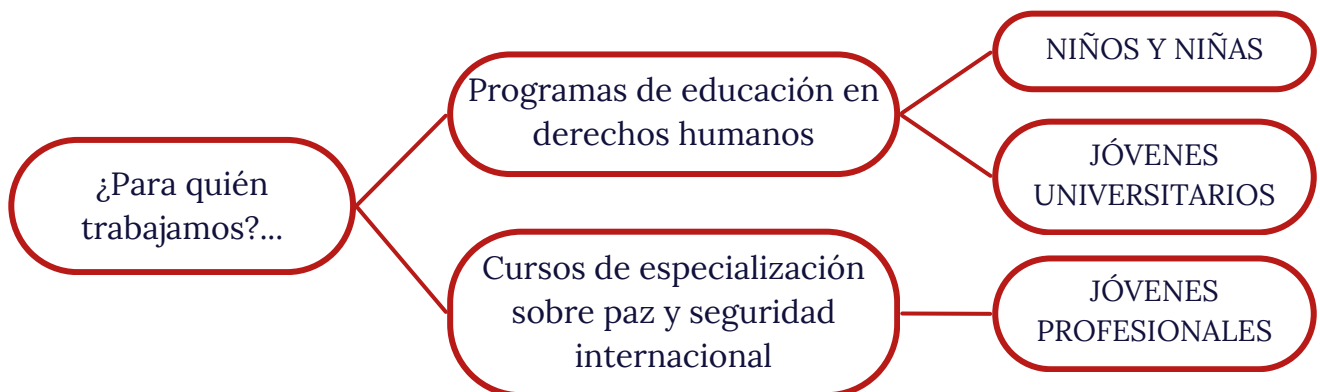 ¿Para quién
trabajamos?...
Programas de educación en
derechos humanos
NIÑOS Y NIÑAS
JÓVENES
UNIVERSITARIOS
Cursos de especialización
sobre paz y seguridad
internacional
JÓVENES
PROFESIONALES